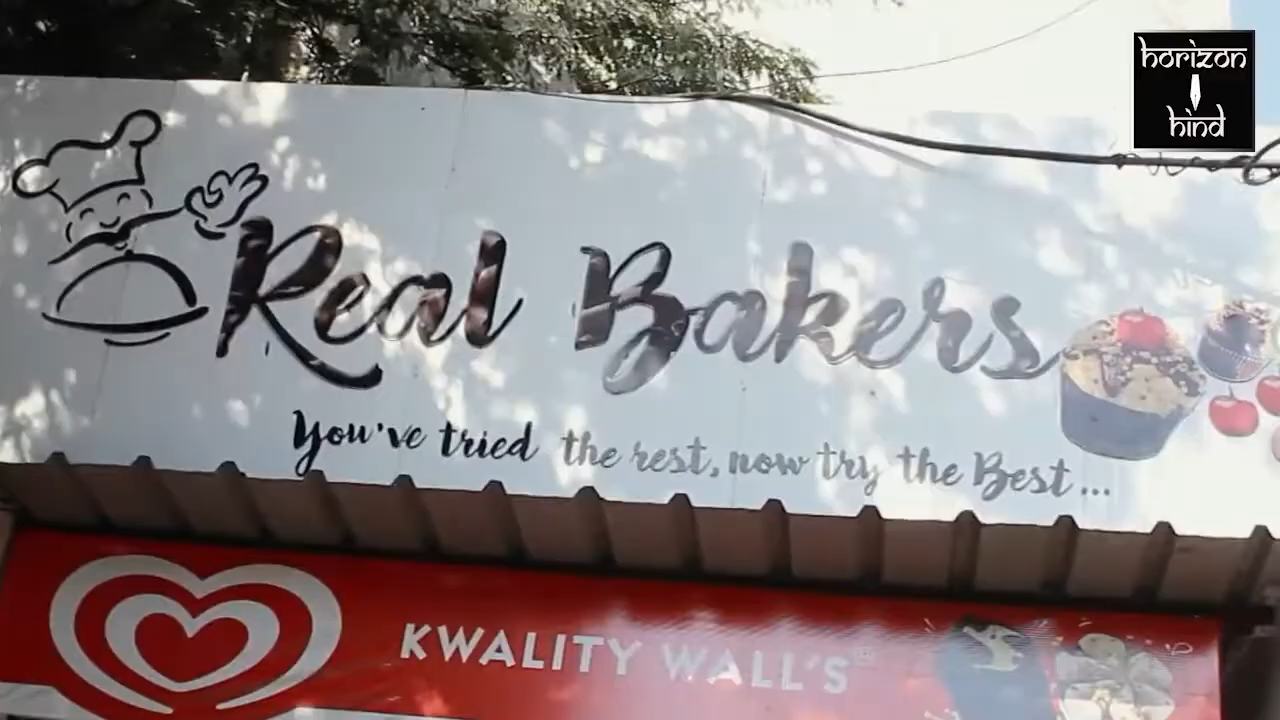 horizon
hind
Real Bakers
You've tried the rest, now try the Best...
KWALITY WALL'S®